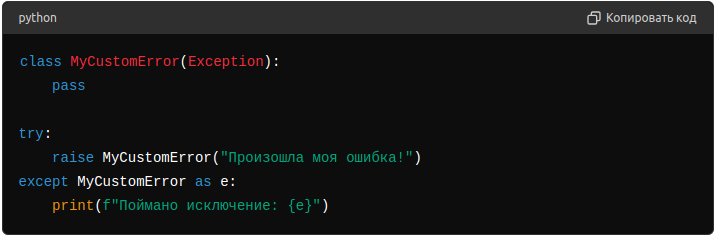 python
Копировать код
class MyCustomError(Exception):
    pass

try:
    raise MyCustomError("Произошла моя ошибка!")
except MyCustomError as e:
    print(f"Поймано исключение: {e}")